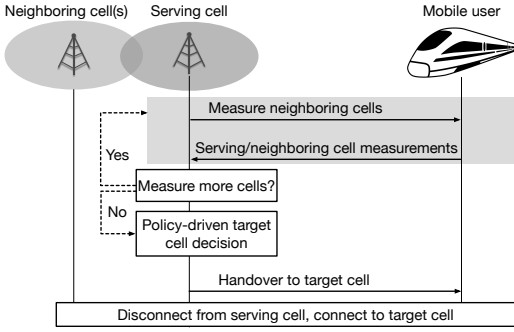 Neighboring cell(s) Serving cell Mobile user
Measure neighboring cells
Yes
Serving/neighboring cell measurements
Measure more cells?
No
Policy-driven target
cell decision
Handover to target cell
Disconnect from serving cell, connect to target cell